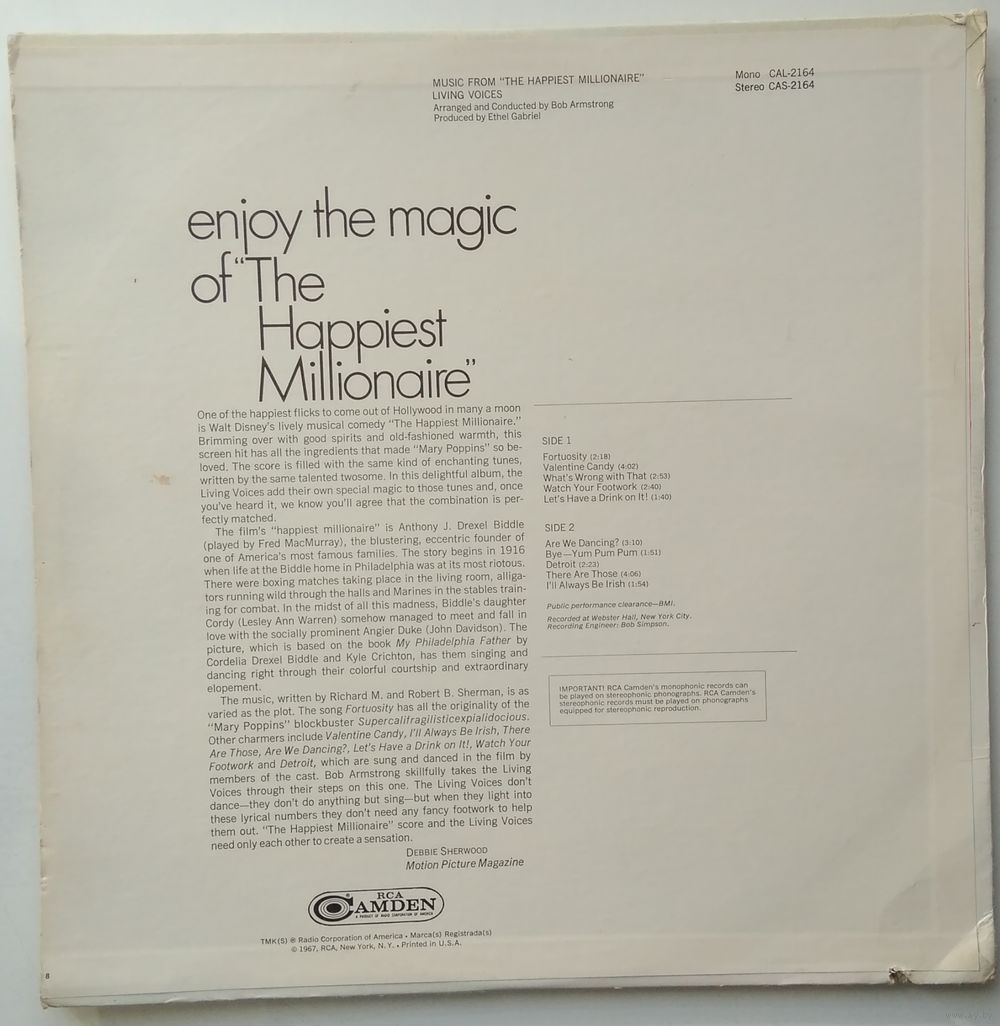 MUSIC FROM "THE HAPPIEST MILLIONAIRE"
LIVING VOICES
Arranged and Conducted by Bob Armstrong
Produced by Ethel Gabriel
Mono CAL-2164
Stereo CAS-2164
enjoy the magic
of "The
Happiest
Millionaire"
One of the happiest flicks to come out of Hollywood in many a moon
is Walt Disney's lively musical comedy "The Happiest Millionaire."
Brimming over with good spirits and old-fashioned warmth, this
screen hit has all the ingredients that made "Mary Poppins" so be-
loved. The score is filled with the same kind of enchanting tunes,
written by the same talented twosome. In this delightful album, the
Living Voices add their own special magic to those tunes and, once
you've heard it, we know you'll agree that the combination is per-
fectly matched.
The film's "happiest millionaire" is Anthony J. Drexel Biddle
(played by Fred MacMurray), the blustering, eccentric founder of
one of America's most famous families. The story begins in 1916
when life at the Biddle home in Philadelphia was at its most riotous.
There were boxing matches taking place in the living room, alliga-
tors running wild through the halls and Marines in the stables train-
ing for combat. In the midst of all this madness, Biddle's daughter
Cordy (Lesley Ann Warren) somehow managed to meet and fall in
love with the socially prominent Angier Duke (John Davidson). The
picture, which is based on the book My Philadelphia Father by
Cordelia Drexel Biddle and Kyle Crichton, has them singing and
dancing right through their colorful courtship and extraordinary
elopement.
The music, written by Richard M. and Robert B. Sherman, is as
varied as the plot. The song Fortuosity has all the originality of the
"Mary Poppins" blockbuster Supercalifragilisticexpialidocious.
Other charmers include Valentine Candy, I'll Always Be Irish, There
Are Those, Are We Dancing?, Let's Have a Drink on It!, Watch Your
Footwork and Detroit, which are sung and danced in the film by
members of the cast. Bob Armstrong skillfully takes the Living
Voices through their steps on this one. The Living Voices don't
dance—they don't do anything but sing—but when they light into
these lyrical numbers they don't need any fancy footwork to help
them out. "The Happiest Millionaire" score and the Living Voices
need only each other to create a sensation.
DEBBIE SHERWOOD
Motion Picture Magazine
SIDE 1
Fortuosity (2:18)
Valentine Candy (4:02)
What's Wrong with That (2:53)
Watch Your Footwork (2:40)
Let's Have a Drink on It! (1:40)
SIDE 2
Are We Dancing? (3:10)
Bye—Yum Pum Pum (1:51)
Detroit (2:23)
There Are Those (4:06)
I'll Always Be Irish (1:54)
Public performance clearance—BMI.
Recorded at Webster Hall, New York City.
Recording Engineer: Bob Simpson.
IMPORTANT! RCA Camden's monophonic records can
be played on stereophonic phonographs. RCA Camden's
stereophonic records must be played on phonographs
equipped for stereophonic reproduction.
RCA
CAMDEN
A PRODUCT OF RADIO CORPORATION OF AMERICA
TMK(S) ® Radio Corporation of America • Marca(s) Registrada(s)
© 1967, RCA, New York, N.Y. • Printed in U.S.A.
8
www.ay.by